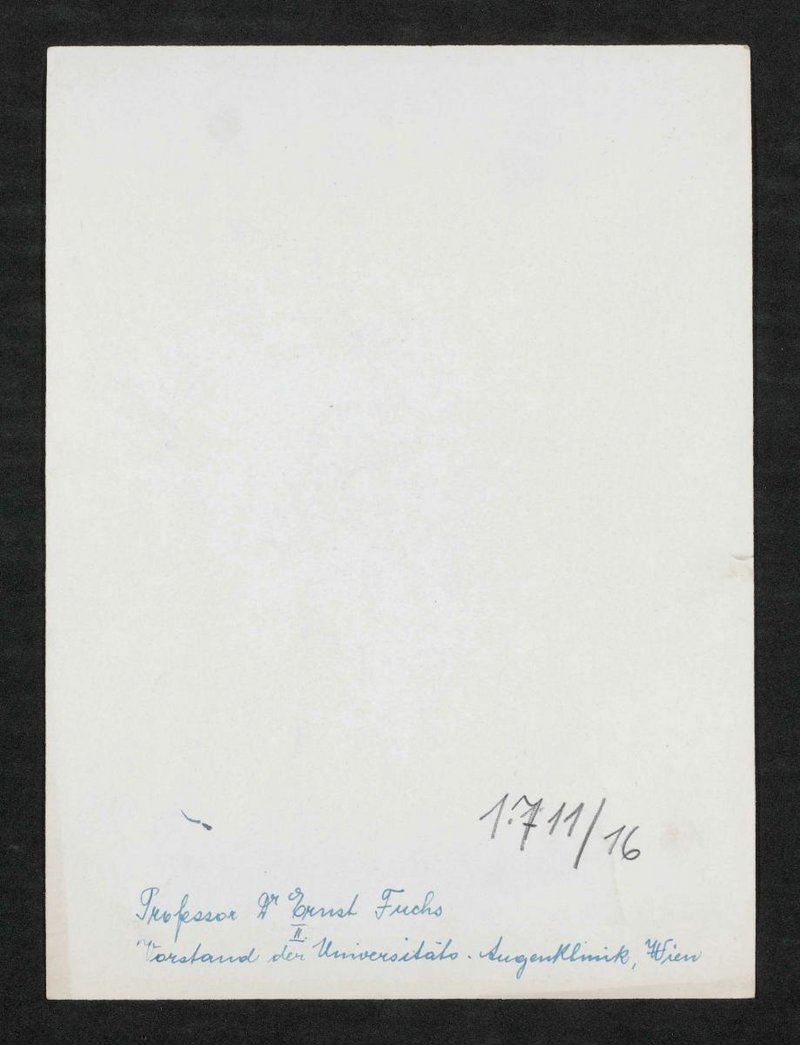 1.711/16
Professor Dr Ernst Fuchs
II.
Vorstand der Universitäts-Augenklinik, Wien